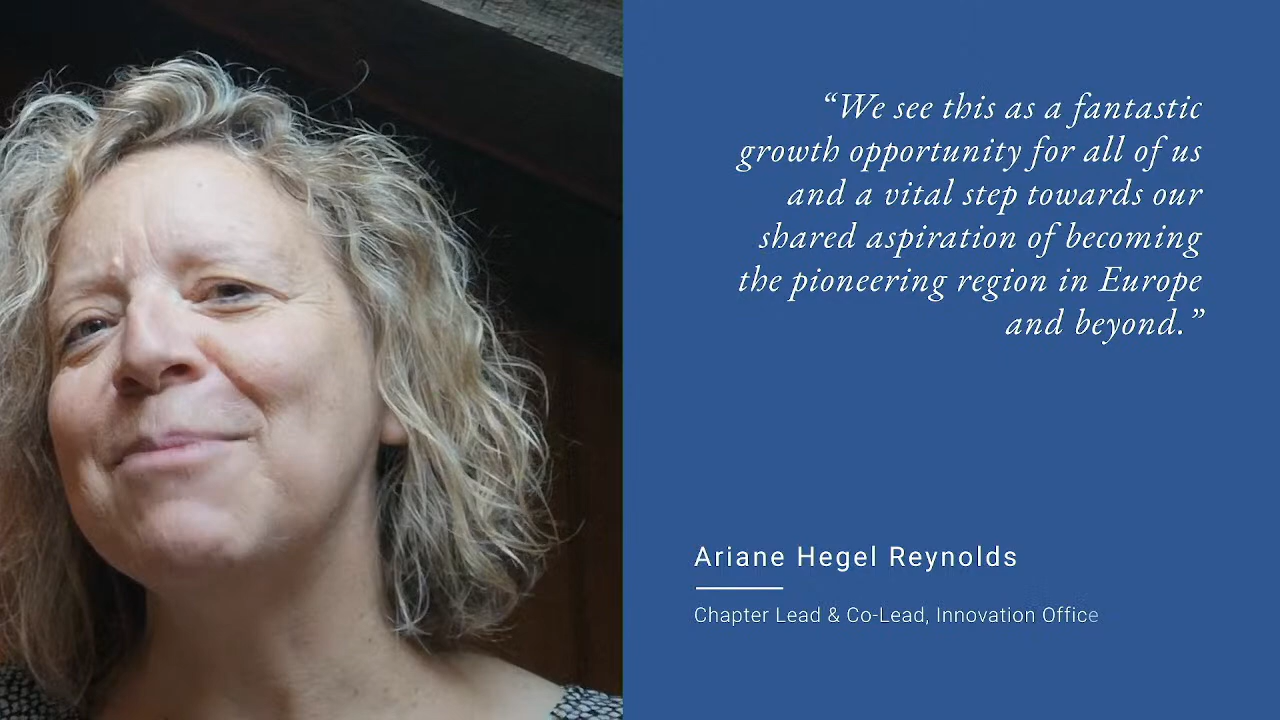 “We see this as a fantastic
growth opportunity for all of us
and a vital step towards our
shared aspiration of becoming
the pioneering region in Europe
and beyond.”
Ariane Hegel Reynolds
Chapter Lead & Co-Lead, Innovation Office